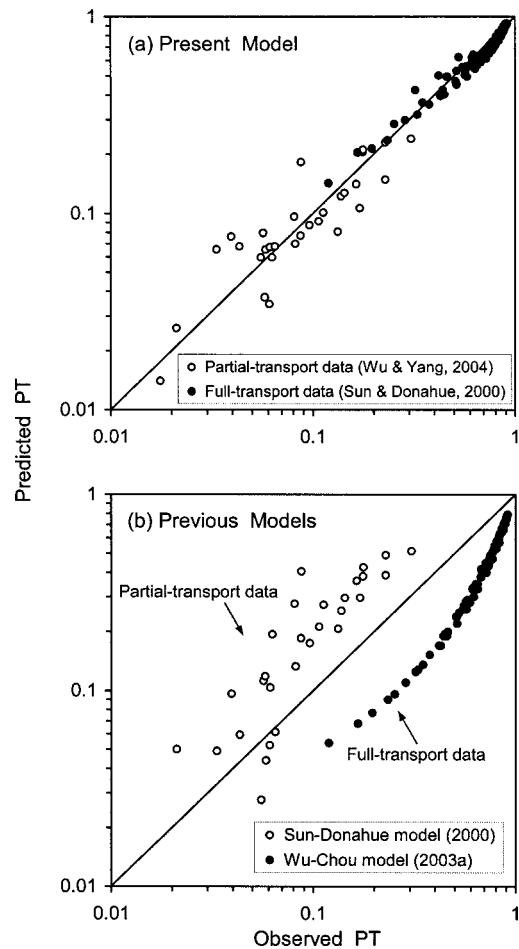 (a) Present Model
1
0.1
0.01
0.01
0.1
1
Partial-transport data (Wu & Yang, 2004)
Full-transport data (Sun & Donahue, 2000)
Predicted PT
(b) Previous Models
1
0.1
0.01
0.01
0.1
1
Partial-transport data
Full-transport data
Sun-Donahue model (2000)
Wu-Chou model (2003a)
Observed PT